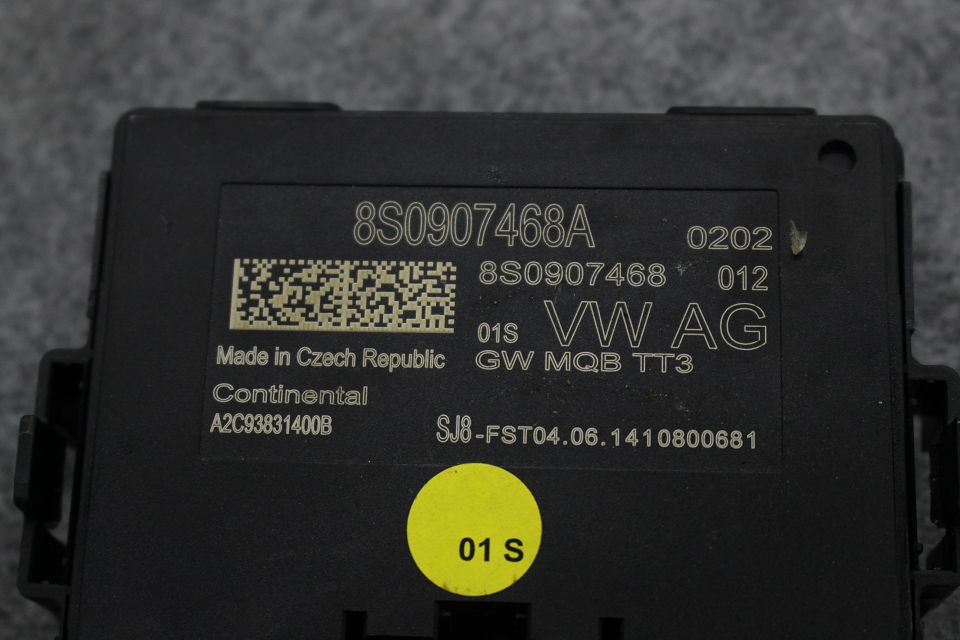 8S0907468A
0202
8S0907468 012
01S VW AG
GW MQB TT3
Made in Czech Republic
Continental
A2C93831400B
SJ8-FST04.06.1410800681
01 S